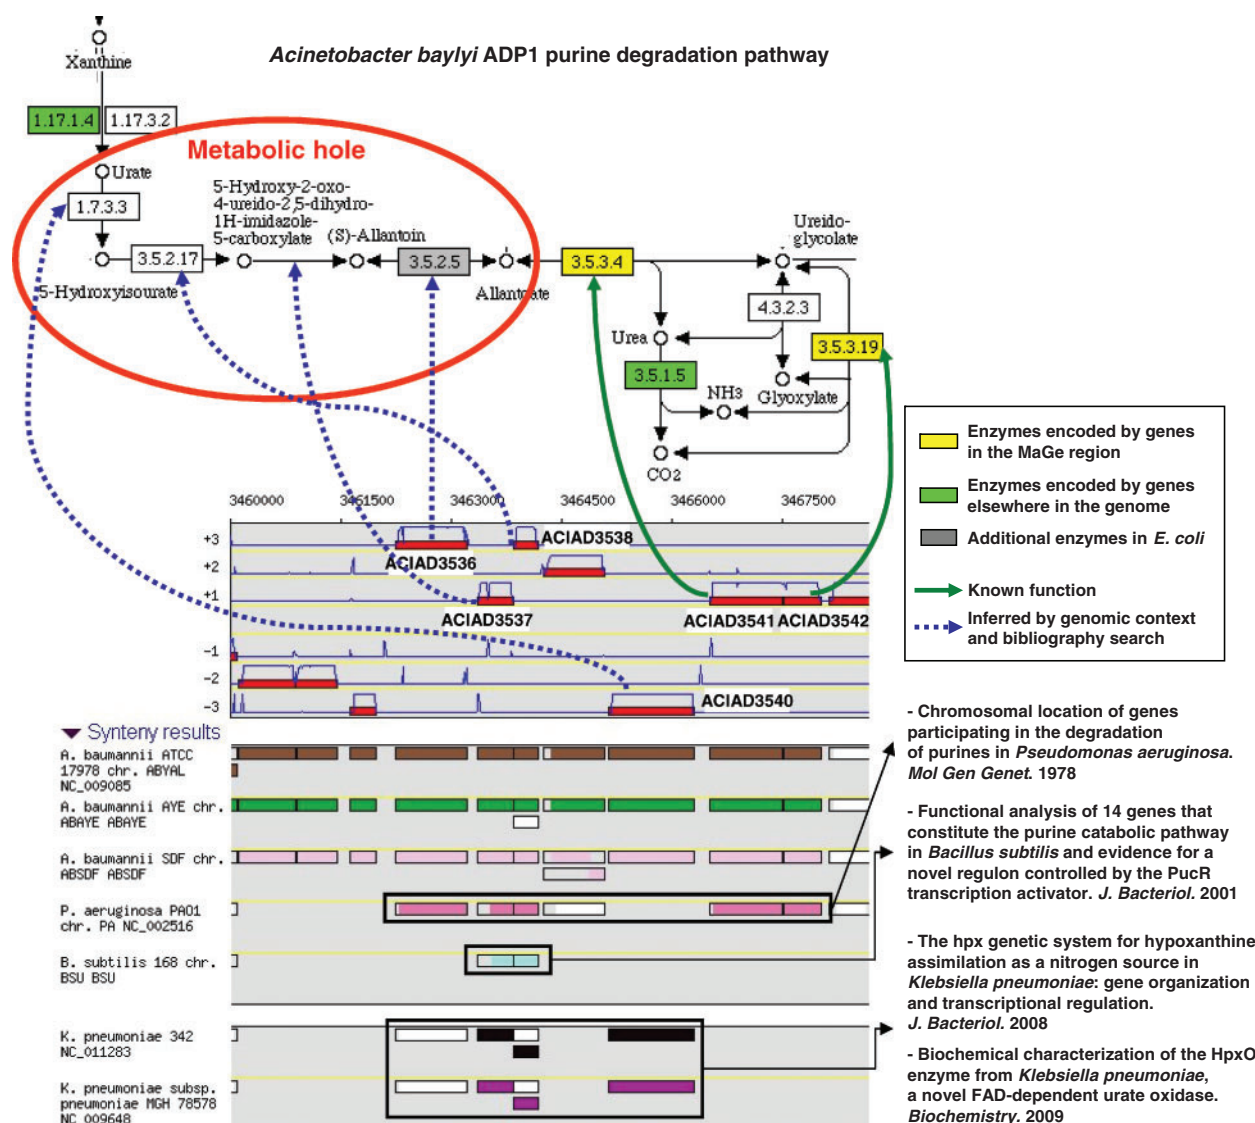 Acinetobacter baylyi ADP1 purine degradation pathway
Xanthine
1.17.1.4
1.17.3.2
Metabolic hole
Urate
1.7.3.3
5-Hydroxy-2-oxo-
4-ureido-2,5-dihydro-
1H-imidazole-
5-carboxylate
(S)-Allantoin
3.5.2.17
3.5.2.5
5-Hydroxyisourate
Allantoate
3.5.3.4
Ureido-
glycolate
4.3.2.3
Urea
3.5.3.19
3.5.1.5
NH3
Glyoxylate
CO2
Enzymes encoded by genes
in the MaGe region
Enzymes encoded by genes
elsewhere in the genome
Additional enzymes in E. coli
Known function
Inferred by genomic context
and bibliography search
3460000 3461500 3463000 3464500 3466000 3467500
+3
ACIAD3538
ACIAD3536
+2
+1
ACIAD3537
ACIAD3541 ACIAD3542
-1
-2
-3
ACIAD3540
Synteny results
A. baumannii ATCC
17978 chr. ABYAL
NC_009085
A. baumannii AYE chr.
ABAYE ABAYE
A. baumannii SDF chr.
ABSDF ABSDF
P. aeruginosa PAO1
chr. PA NC_002516
B. subtilis 168 chr.
BSU BSU
K. pneumoniae 342
NC_011283
K. pneumoniae subsp.
pneumoniae MGH 78578
NC_009648
- Chromosomal location of genes
participating in the degradation
of purines in Pseudomonas aeruginosa.
Mol Gen Genet. 1978
- Functional analysis of 14 genes that
constitute the purine catabolic pathway
in Bacillus subtilis and evidence for a
novel regulon controlled by the PucR
transcription activator. J. Bacteriol. 2001
- The hpx genetic system for hypoxanthine
assimilation as a nitrogen source in
Klebsiella pneumoniae: gene organization
and transcriptional regulation.
J. Bacteriol. 2008
- Biochemical characterization of the HpxO
enzyme from Klebsiella pneumoniae,
a novel FAD-dependent urate oxidase.
Biochemistry. 2009